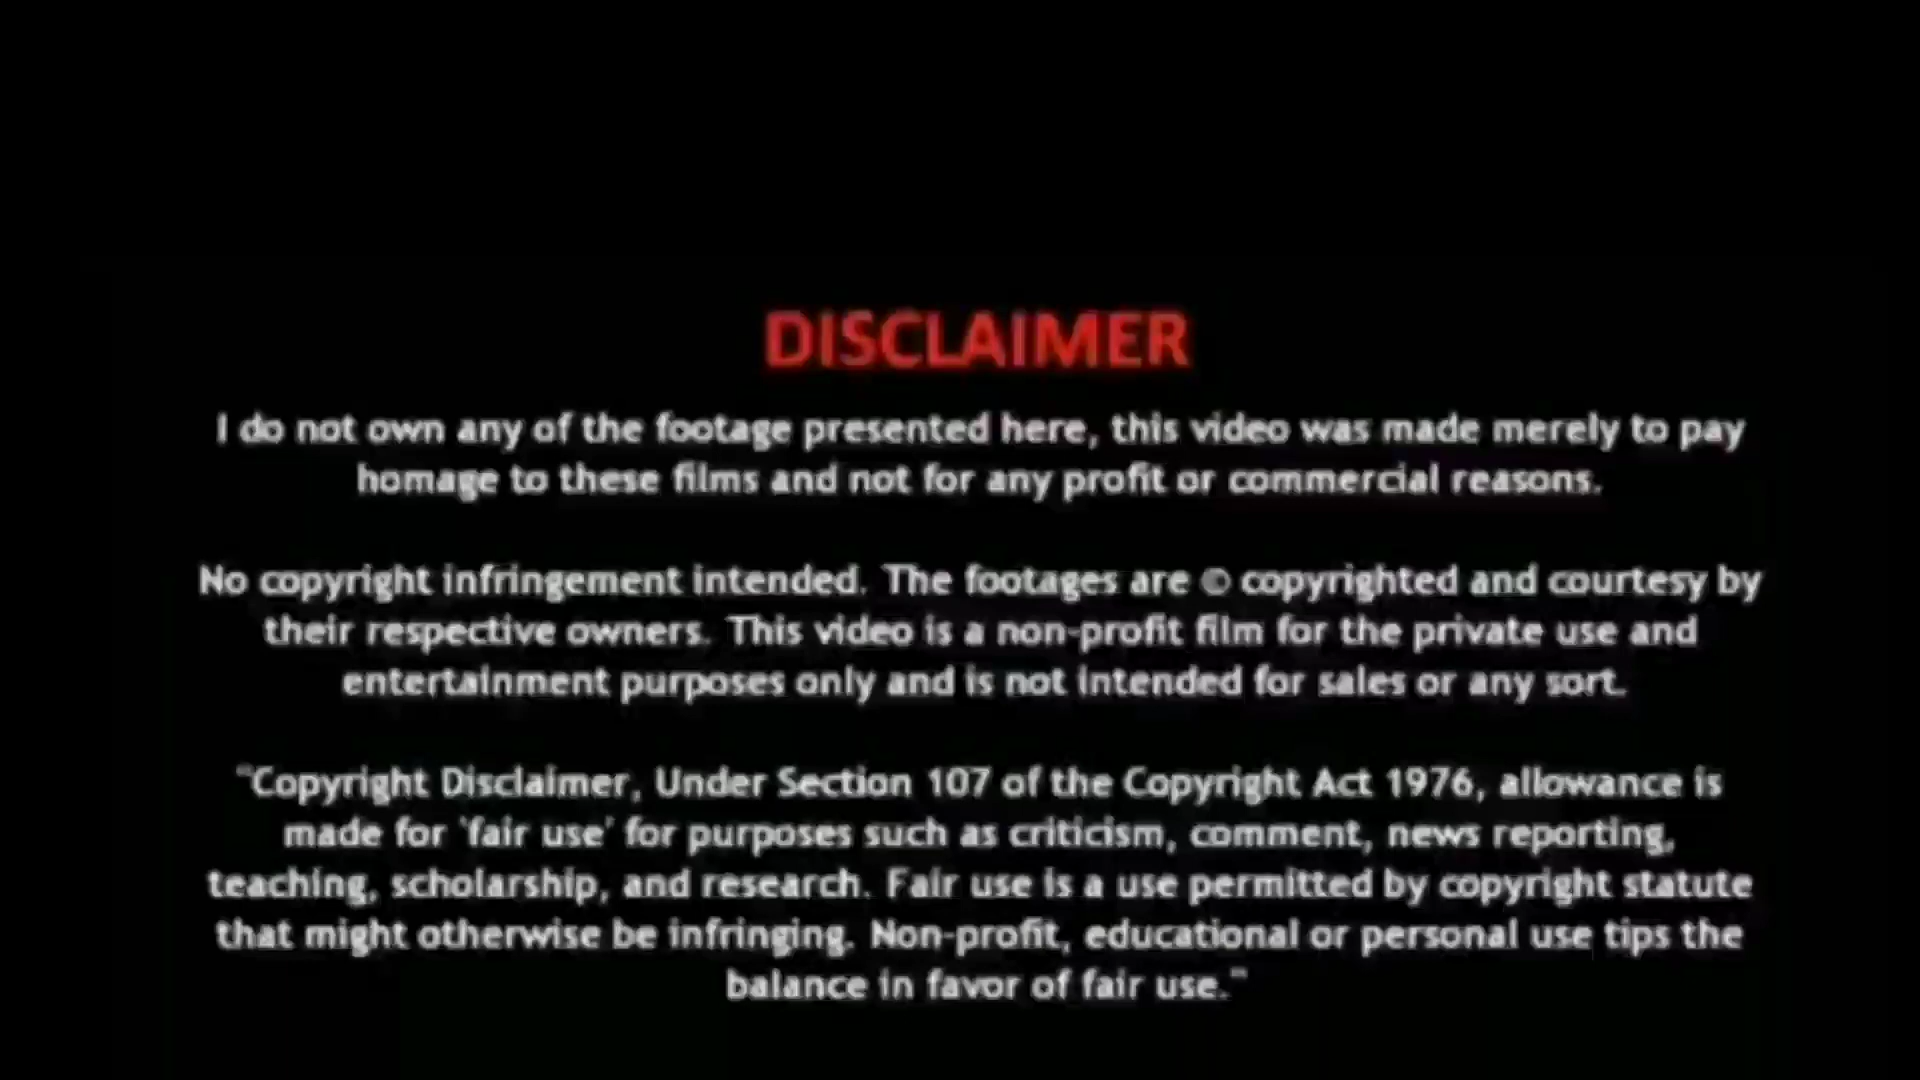 DISCLAIMER
I do not own any of the footage presented here, this video was made merely to pay
homage to these films and not for any profit or commercial reasons.
No copyright infringement intended. The footages are © copyrighted and courtesy by
their respective owners. This video is a non-profit film for the private use and
entertainment purposes only and is not intended for sales or any sort.
"Copyright Disclaimer, Under Section 107 of the Copyright Act 1976, allowance is
made for 'fair use' for purposes such as criticism, comment, news reporting,
teaching, scholarship, and research. Fair use is a use permitted by copyright statute
that might otherwise be infringing. Non-profit, educational or personal use tips the
balance in favor of fair use."